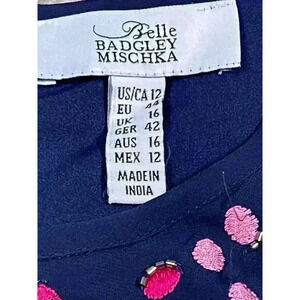 Belle
BADGLEY
MISCHKA
US/CA 12
EU 44
UK 16
GER 42
AUS 16
MEX 12
MADE IN
INDIA